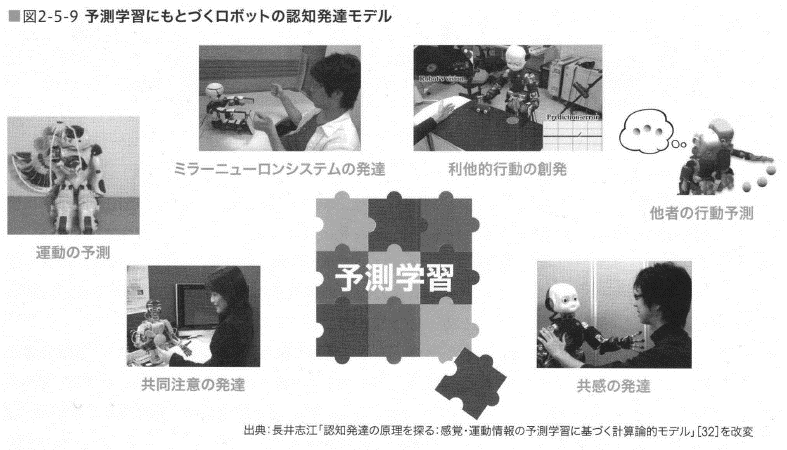 ■図2-5-9 予測学習にもとづくロボットの認知発達モデル
Robot's vision
Prediction error
ミラーニューロンシステムの発達
利他的行動の創発
他者の行動予測
運動の予測
予測学習
共同注意の発達
共感の発達
出典：長井志江「認知発達の原理を探る：感覚・運動情報の予測学習に基づく計算論的モデル」[32]を改変